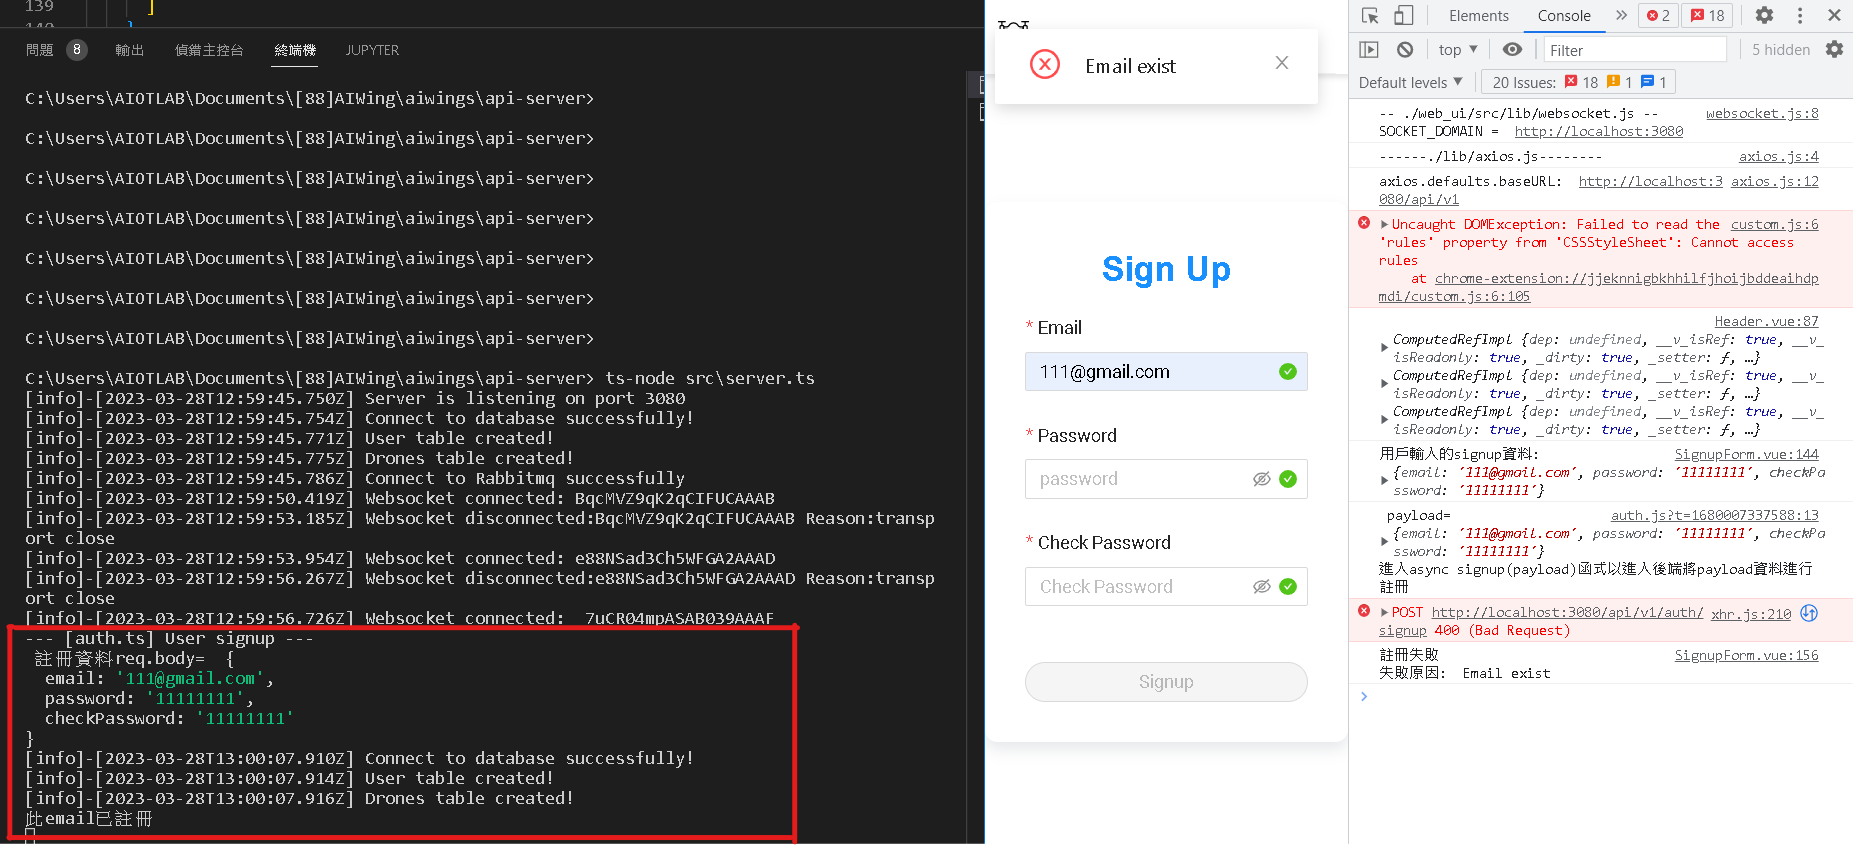 139
]
問題 8 輸出 偵錯主控台 終端機 JUPYTER
C:\Users\AIOTLAB\Documents\[88]AIWing\aiwings\api-server>
C:\Users\AIOTLAB\Documents\[88]AIWing\aiwings\api-server>
C:\Users\AIOTLAB\Documents\[88]AIWing\aiwings\api-server>
C:\Users\AIOTLAB\Documents\[88]AIWing\aiwings\api-server>
C:\Users\AIOTLAB\Documents\[88]AIWing\aiwings\api-server>
C:\Users\AIOTLAB\Documents\[88]AIWing\aiwings\api-server>
C:\Users\AIOTLAB\Documents\[88]AIWing\aiwings\api-server>
C:\Users\AIOTLAB\Documents\[88]AIWing\aiwings\api-server> ts-node src\server.ts
[info]-[2023-03-28T12:59:45.750Z] Server is listening on port 3080
[info]-[2023-03-28T12:59:45.754Z] Connect to database successfully!
[info]-[2023-03-28T12:59:45.771Z] User table created!
[info]-[2023-03-28T12:59:45.775Z] Drones table created!
[info]-[2023-03-28T12:59:45.786Z] Connect to Rabbitmq successfully
[info]-[2023-03-28T12:59:50.419Z] Websocket connected: BqcMVZ9qK2qCIFUCAAAB
[info]-[2023-03-28T12:59:53.185Z] Websocket disconnected:BqcMVZ9qK2qCIFUCAAAB Reason:transp
ort close
[info]-[2023-03-28T12:59:53.954Z] Websocket connected: e88NSad3Ch5WFGA2AAAD
[info]-[2023-03-28T12:59:56.267Z] Websocket disconnected:e88NSad3Ch5WFGA2AAAD Reason:transp
ort close
[info]-[2023-03-28T12:59:56.726Z] Websocket connected: _7uCR04mpASAB039AAAF
--- [auth.ts] User signup ---
註冊資料req.body= {
email: '111@gmail.com',
password: '11111111',
checkPassword: '11111111'
}
[info]-[2023-03-28T13:00:07.910Z] Connect to database successfully!
[info]-[2023-03-28T13:00:07.914Z] User table created!
[info]-[2023-03-28T13:00:07.916Z] Drones table created!
此email已註冊
Email exist
Sign Up
* Email
111@gmail.com
* Password
password
* Check Password
Check Password
Signup
Elements Console » 2 18
top ▼ Filter 5 hidden
Default levels ▼ 20 Issues: 18 1 1
-- ./web_ui/src/lib/websocket.js -- websocket.js:8
SOCKET_DOMAIN = http://localhost:3080
------./lib/axios.js-------- axios.js:4
axios.defaults.baseURL: http://localhost:3 axios.js:12
080/api/v1
▶Uncaught DOMException: Failed to read the custom.js:6
'rules' property from 'CSSStyleSheet': Cannot access
rules
at chrome-extension://jjeknnigbkhhilfjhoijbddeaihdp
mdi/custom.js:6:105
Header.vue:87
ComputedRefImpl {dep: undefined, __v_isRef: true, __v_
isReadonly: true, _dirty: true, _setter: ƒ, …}
ComputedRefImpl {dep: undefined, __v_isRef: true, __v_
isReadonly: true, _dirty: true, _setter: ƒ, …}
ComputedRefImpl {dep: undefined, __v_isRef: true, __v_
isReadonly: true, _dirty: true, _setter: ƒ, …}
用戶輸入的signup資料: SignupForm.vue:144
{email: '111@gmail.com', password: '11111111', checkPa
ssword: '11111111'}
payload= auth.js?t=1680007337588:13
{email: '111@gmail.com', password: '11111111', checkPa
ssword: '11111111'}
進入async signup(payload)函式以進入後端將payload資料進行
註冊
▶POST http://localhost:3080/api/v1/auth/ xhr.js:210
signup 400 (Bad Request)
註冊失敗 SignupForm.vue:156
失敗原因: Email exist